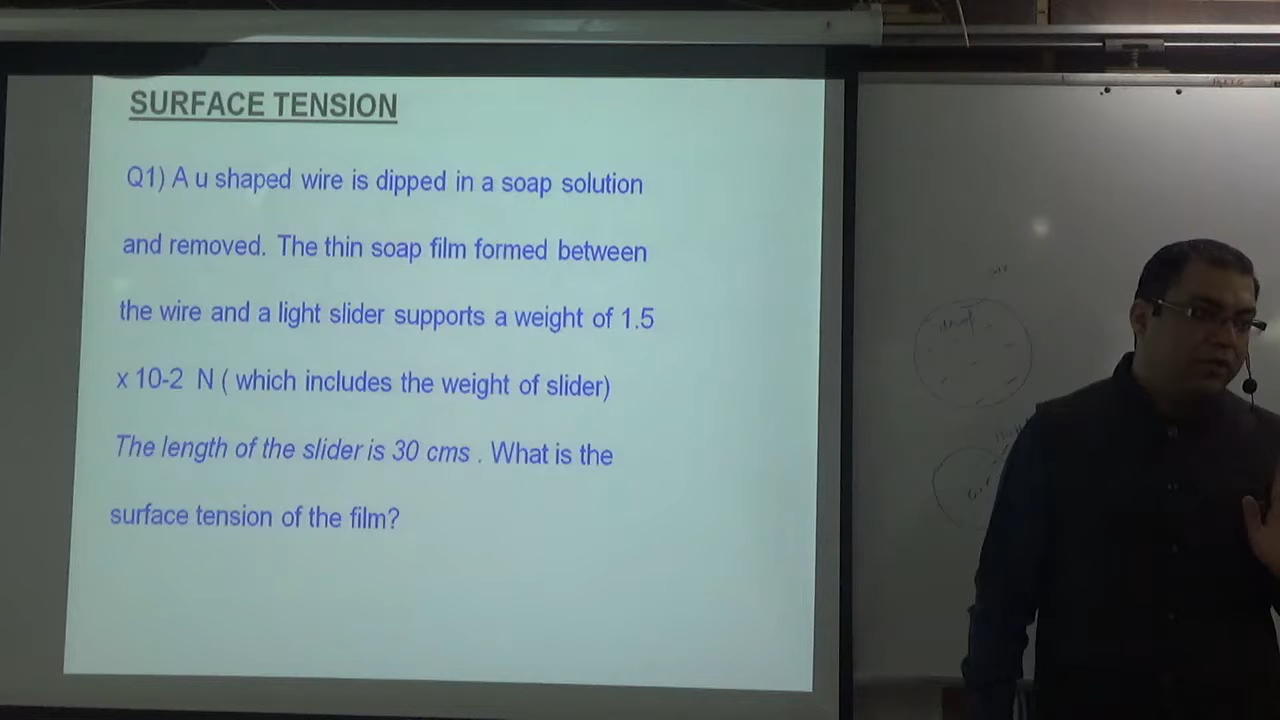 SURFACE TENSION
Q1) A u shaped wire is dipped in a soap solution
and removed. The thin soap film formed between
the wire and a light slider supports a weight of 1.5
x 10-2 N ( which includes the weight of slider)
The length of the slider is 30 cms . What is the
surface tension of the film?